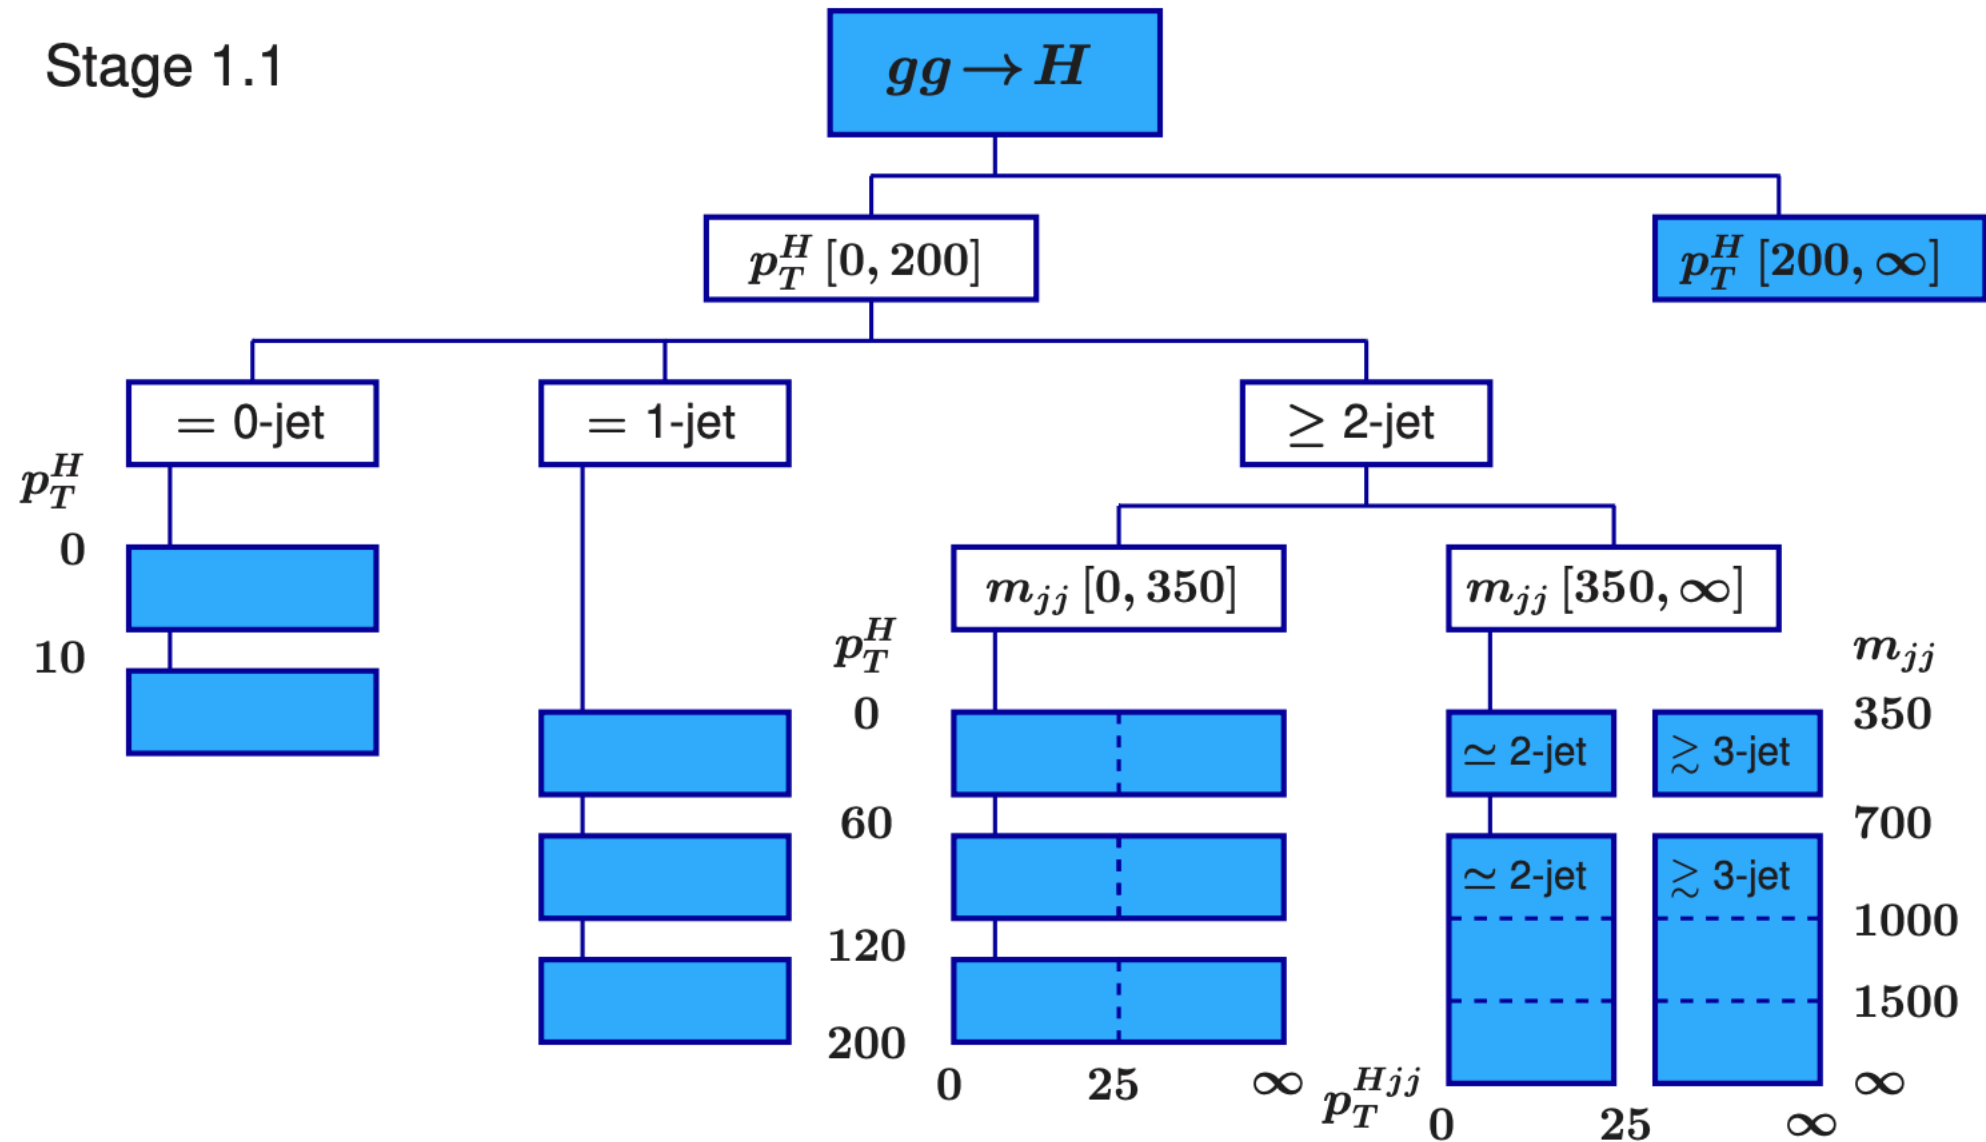 Stage 1.1
gg → H
p_T^H [0, 200]
p_T^H [200, ∞]
= 0-jet
= 1-jet
≥ 2-jet
p_T^H
0
10
m_jj [0, 350]
m_jj [350, ∞]
p_T^H
0
60
120
200
0 25 ∞
≃ 2-jet
≳ 3-jet
≃ 2-jet
≳ 3-jet
m_jj
350
700
1000
1500
∞
p_T^Hjj
0 25 ∞